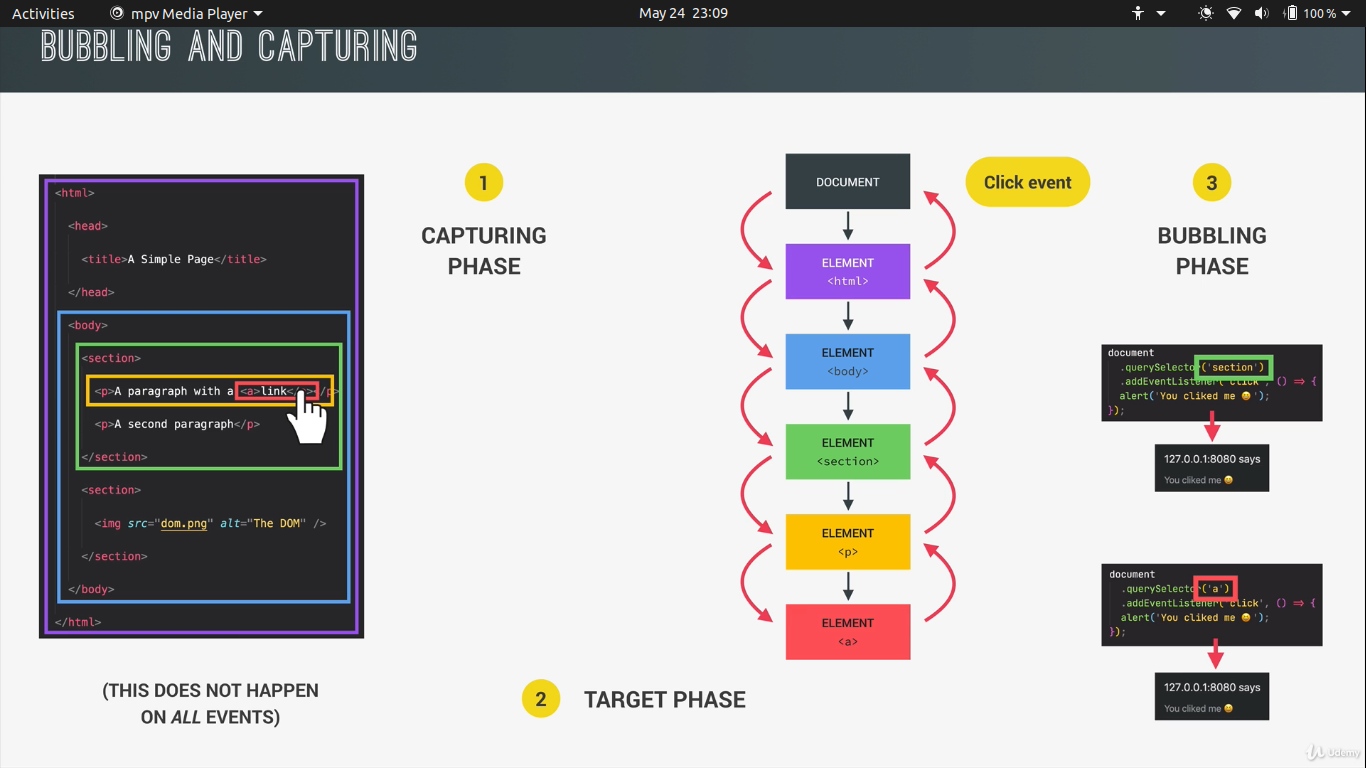 Activities
mpv Media Player
May 24 23:09
100 %
BUBBLING AND CAPTURING
<html>
<head>
<title>A Simple Page</title>
</head>
<body>
<section>
<p>A paragraph with a <a>link</a></p>
<p>A second paragraph</p>
</section>
<section>
<img src="dom.png" alt="The DOM" />
</section>
</body>
</html>
(THIS DOES NOT HAPPEN
ON ALL EVENTS)
1
CAPTURING
PHASE
2
TARGET PHASE
DOCUMENT
ELEMENT
<html>
ELEMENT
<body>
ELEMENT
<section>
ELEMENT
<p>
ELEMENT
<a>
Click event
3
BUBBLING
PHASE
document
.querySelector('section')
.addEventListener('click', () => {
alert('You cliked me 😀');
});
127.0.0.1:8080 says
You cliked me 😀
document
.querySelector('a')
.addEventListener('click', () => {
alert('You cliked me 😀');
});
127.0.0.1:8080 says
You cliked me 😀
Udemy